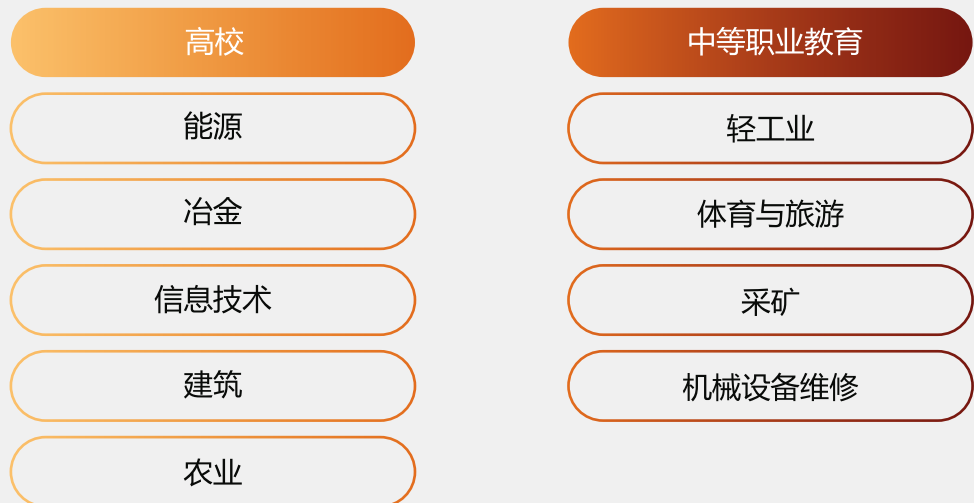 高校
能源
冶金
信息技术
建筑
农业
中等职业教育
轻工业
体育与旅游
采矿
机械设备维修